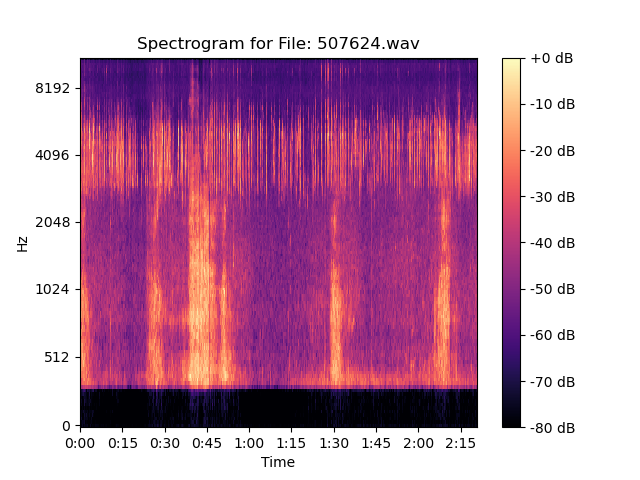 Spectrogram for File: 507624.wav
8192
4096
2048
1024
512
0
Hz
0:00 0:15 0:30 0:45 1:00 1:15 1:30 1:45 2:00 2:15
Time
+0 dB
-10 dB
-20 dB
-30 dB
-40 dB
-50 dB
-60 dB
-70 dB
-80 dB